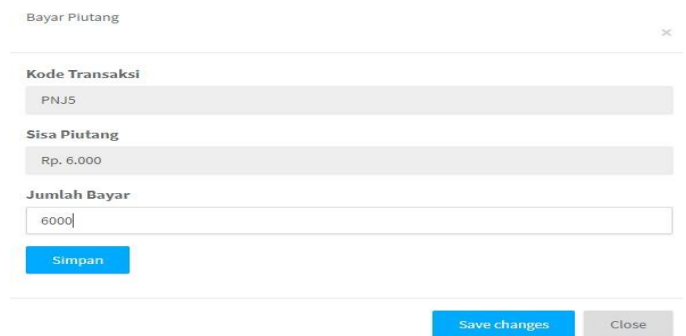 Bayar Piutang
×
Kode Transaksi
PNJ5
Sisa Piutang
Rp. 6.000
Jumlah Bayar
6000
Simpan
Save changes Close